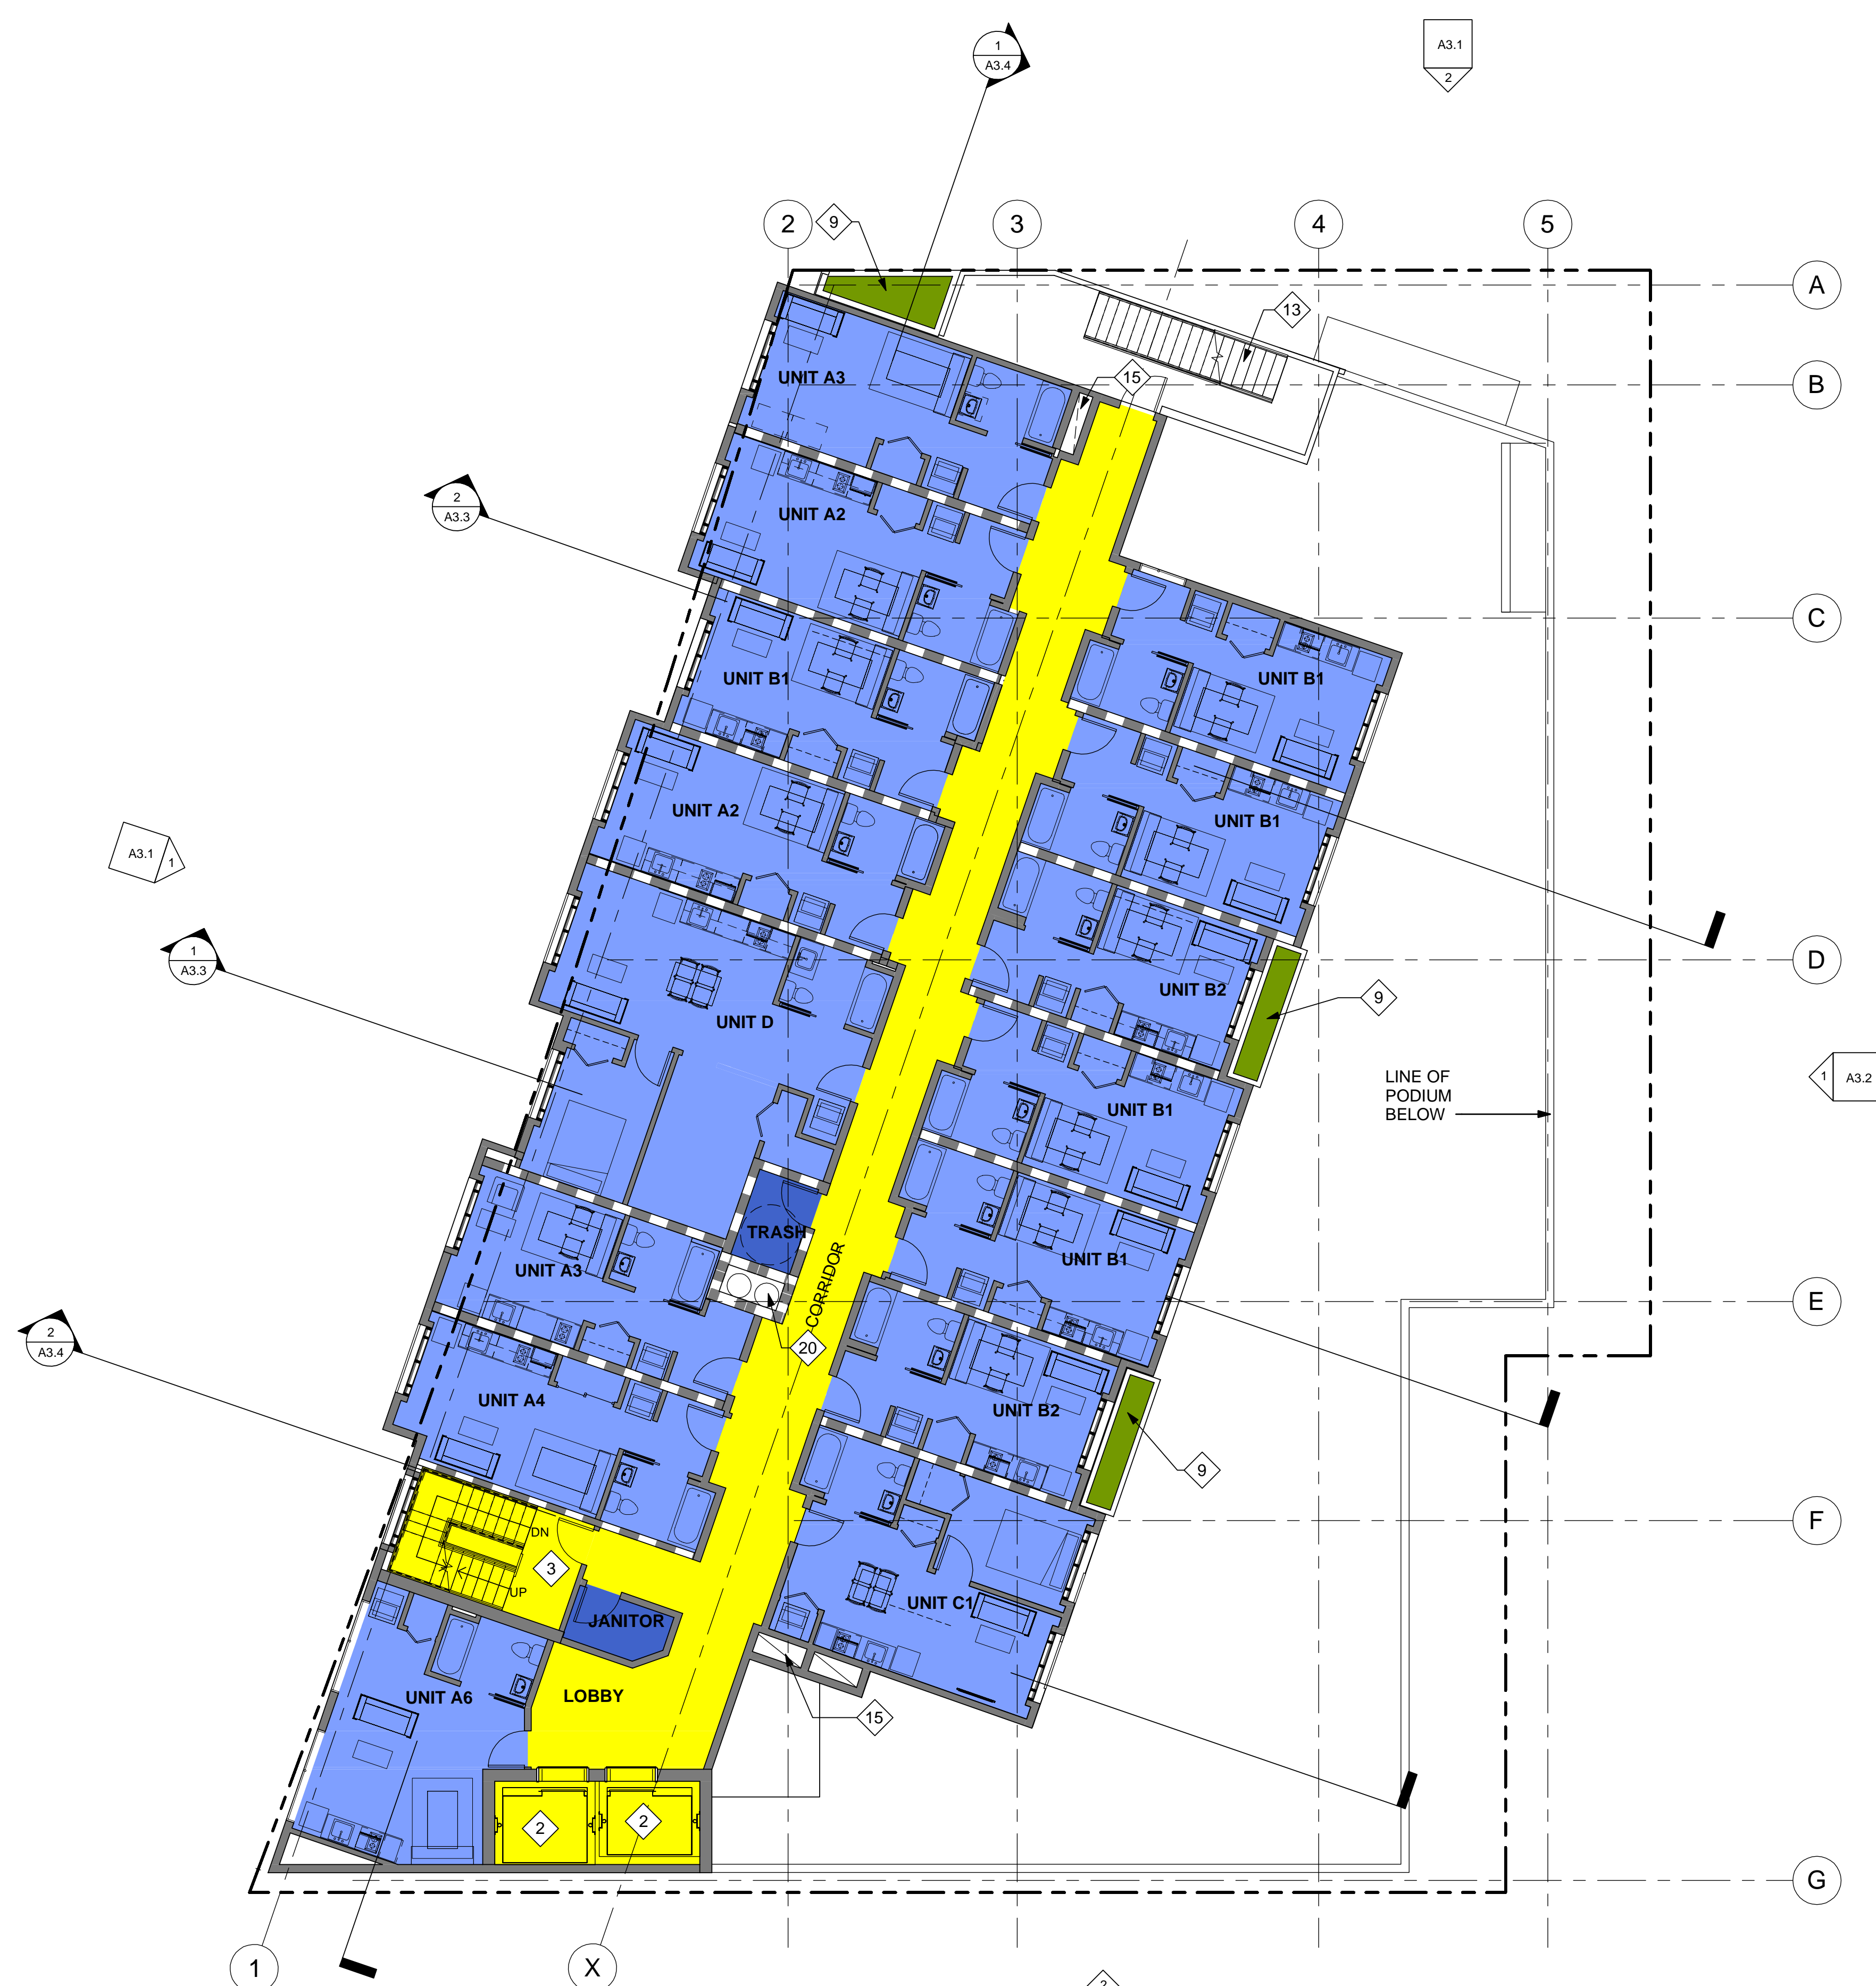 1
A3.4
A3.1
2
2
9
3
4
5
A
13
B
UNIT A3
15
2
A3.3
UNIT A2
C
UNIT B1
UNIT B1
UNIT A2
UNIT B1
A3.1
1
1
A3.3
D
UNIT B2
9
UNIT D
LINE OF
PODIUM
BELOW
1
A3.2
UNIT B1
TRASH
CORRIDOR
UNIT B1
UNIT A3
E
2
A3.4
20
UNIT A4
UNIT B2
9
F
DN
3
UP
UNIT C1
JANITOR
UNIT A6
LOBBY
15
2
2
G
1
X
2